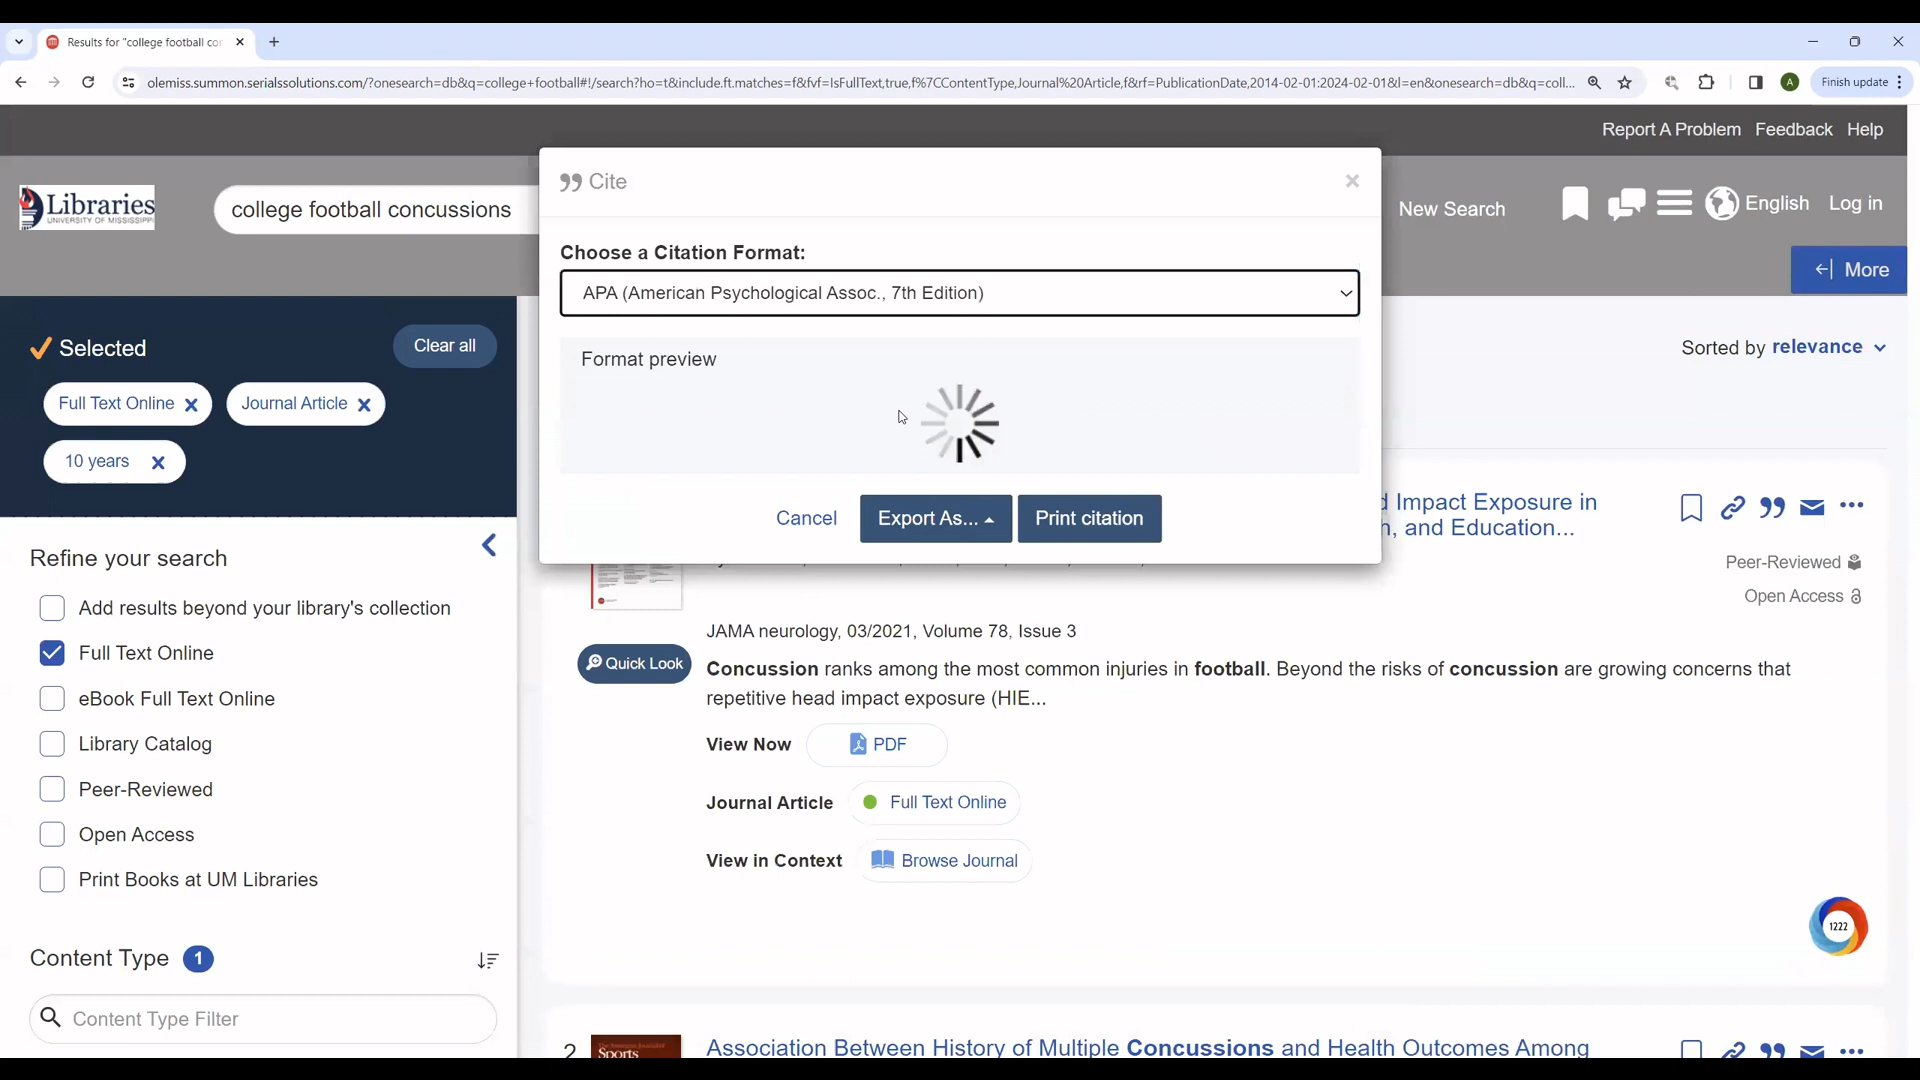 Results for "college football cor
olemiss.summon.serialssolutions.com/?onesearch=db&q=college+football#!/search?ho=t&include.ft.matches=f&fvf=IsFullText,true,f%7CContentType,Journal%20Article,f&rf=PublicationDate,2014-02-01:2024-02-01&l=en&onesearch=db&q=coll...
A
Finish update
Report A Problem Feedback Help
Libraries
UNIVERSITY OF MISSISSIPPI
college football concussions
New Search
English
Log in
More
Cite
Choose a Citation Format:
APA (American Psychological Assoc., 7th Edition)
Format preview
Cancel
Export As...
Print citation
Selected
Clear all
Full Text Online
Journal Article
10 years
Sorted by relevance
Refine your search
Add results beyond your library's collection
Full Text Online
eBook Full Text Online
Library Catalog
Peer-Reviewed
Open Access
Print Books at UM Libraries
Content Type 1
Content Type Filter
d Impact Exposure in
n, and Education...
Peer-Reviewed
Open Access
JAMA neurology, 03/2021, Volume 78, Issue 3
Quick Look
Concussion ranks among the most common injuries in football. Beyond the risks of concussion are growing concerns that
repetitive head impact exposure (HIE...
View Now PDF
Journal Article Full Text Online
View in Context Browse Journal
1222
2
Sports
Association Between History of Multiple Concussions and Health Outcomes Among